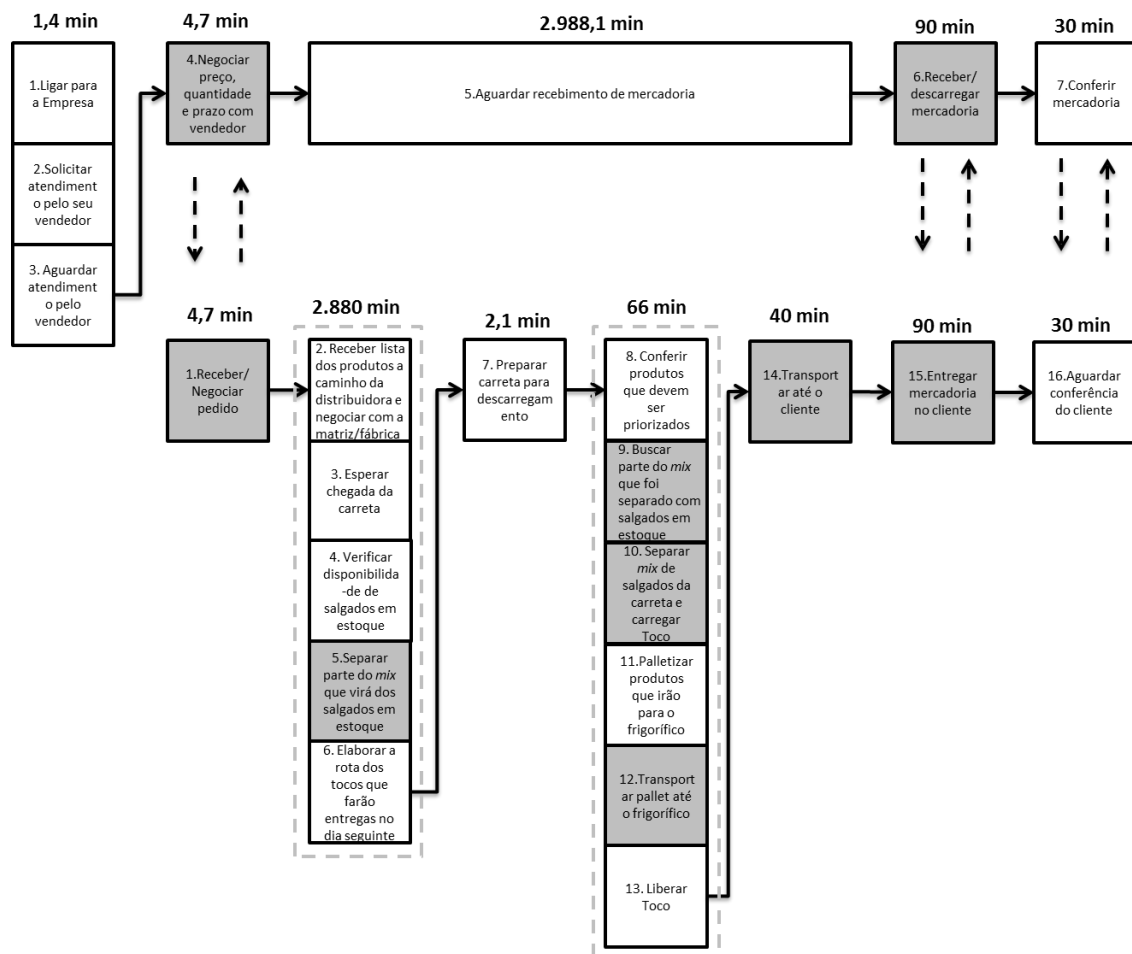 1,4 min
4,7 min
2.988,1 min
90 min
30 min
1.Ligar para
a Empresa
2.Solicitar
atendiment
o pelo seu
vendedor
3. Aguardar
atendiment
o pelo
vendedor
4.Negociar
preço,
quantidade
e prazo com
vendedor
5.Aguardar recebimento de mercadoria
6.Receber/
descarregar
mercadoria
7.Conferir
mercadoria
4,7 min
2.880 min
2,1 min
66 min
40 min
90 min
30 min
1.Receber/
Negociar
pedido
2. Receber lista
dos produtos a
caminho da
distribuidora e
negociar com a
matriz/fábrica
3. Esperar
chegada da
carreta
4. Verificar
disponibilida
-de de
salgados em
estoque
5.Separar
parte do mix
que virá dos
salgados em
estoque
6. Elaborar a
rota dos
tocos que
farão
entregas no
dia seguinte
7. Preparar
carreta para
descarregam
ento
8. Conferir
produtos
que devem
ser
priorizados
9. Buscar
parte do mix
que foi
separado com
salgados em
estoque
10. Separar
mix de
salgados da
carreta e
carregar
Toco
11.Palletizar
produtos
que irão
para o
frigorífico
12.Transport
ar pallet até
o frigorífico
13. Liberar
Toco
14.Transport
ar até o
cliente
15.Entregar
mercadoria
no cliente
16.Aguardar
conferência
do cliente